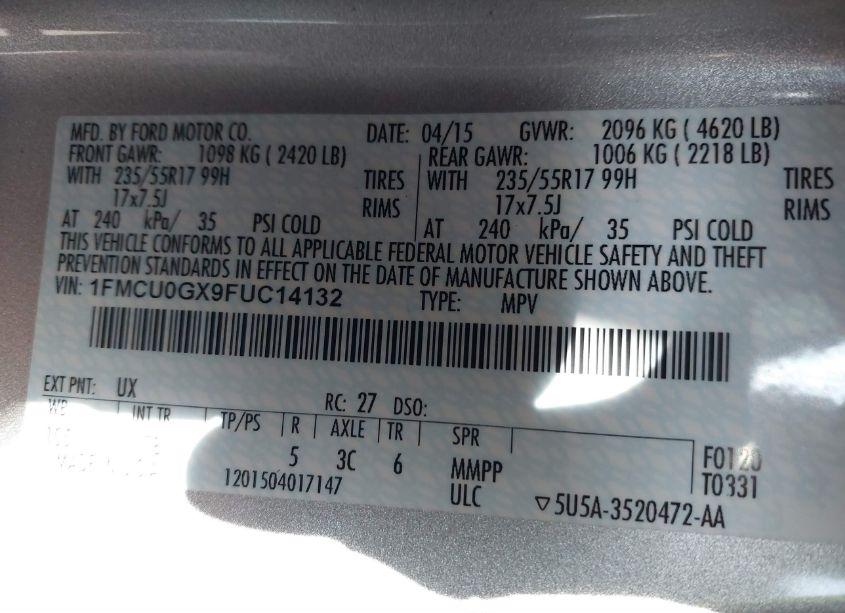 MFD. BY FORD MOTOR CO. DATE: 04/15 GVWR: 2096 KG ( 4620 LB)
FRONT GAWR: 1098 KG ( 2420 LB) REAR GAWR: 1006 KG ( 2218 LB)
WITH 235/55R17 99H TIRES WITH 235/55R17 99H TIRES
17x7.5J RIMS 17x7.5J RIMS
AT 240 kPa/ 35 PSI COLD AT 240 kPa/ 35 PSI COLD
THIS VEHICLE CONFORMS TO ALL APPLICABLE FEDERAL MOTOR VEHICLE SAFETY AND THEFT
PREVENTION STANDARDS IN EFFECT ON THE DATE OF MANUFACTURE SHOWN ABOVE.
VIN: 1FMCU0GX9FUC14132 TYPE: MPV
EXT PNT: UX RC: 27 DSO:
WB INT TR TP/PS R AXLE TR SPR
5 3C 6 MMPP F0120
1201504017147 ULC T0331
5U5A-3520472-AA